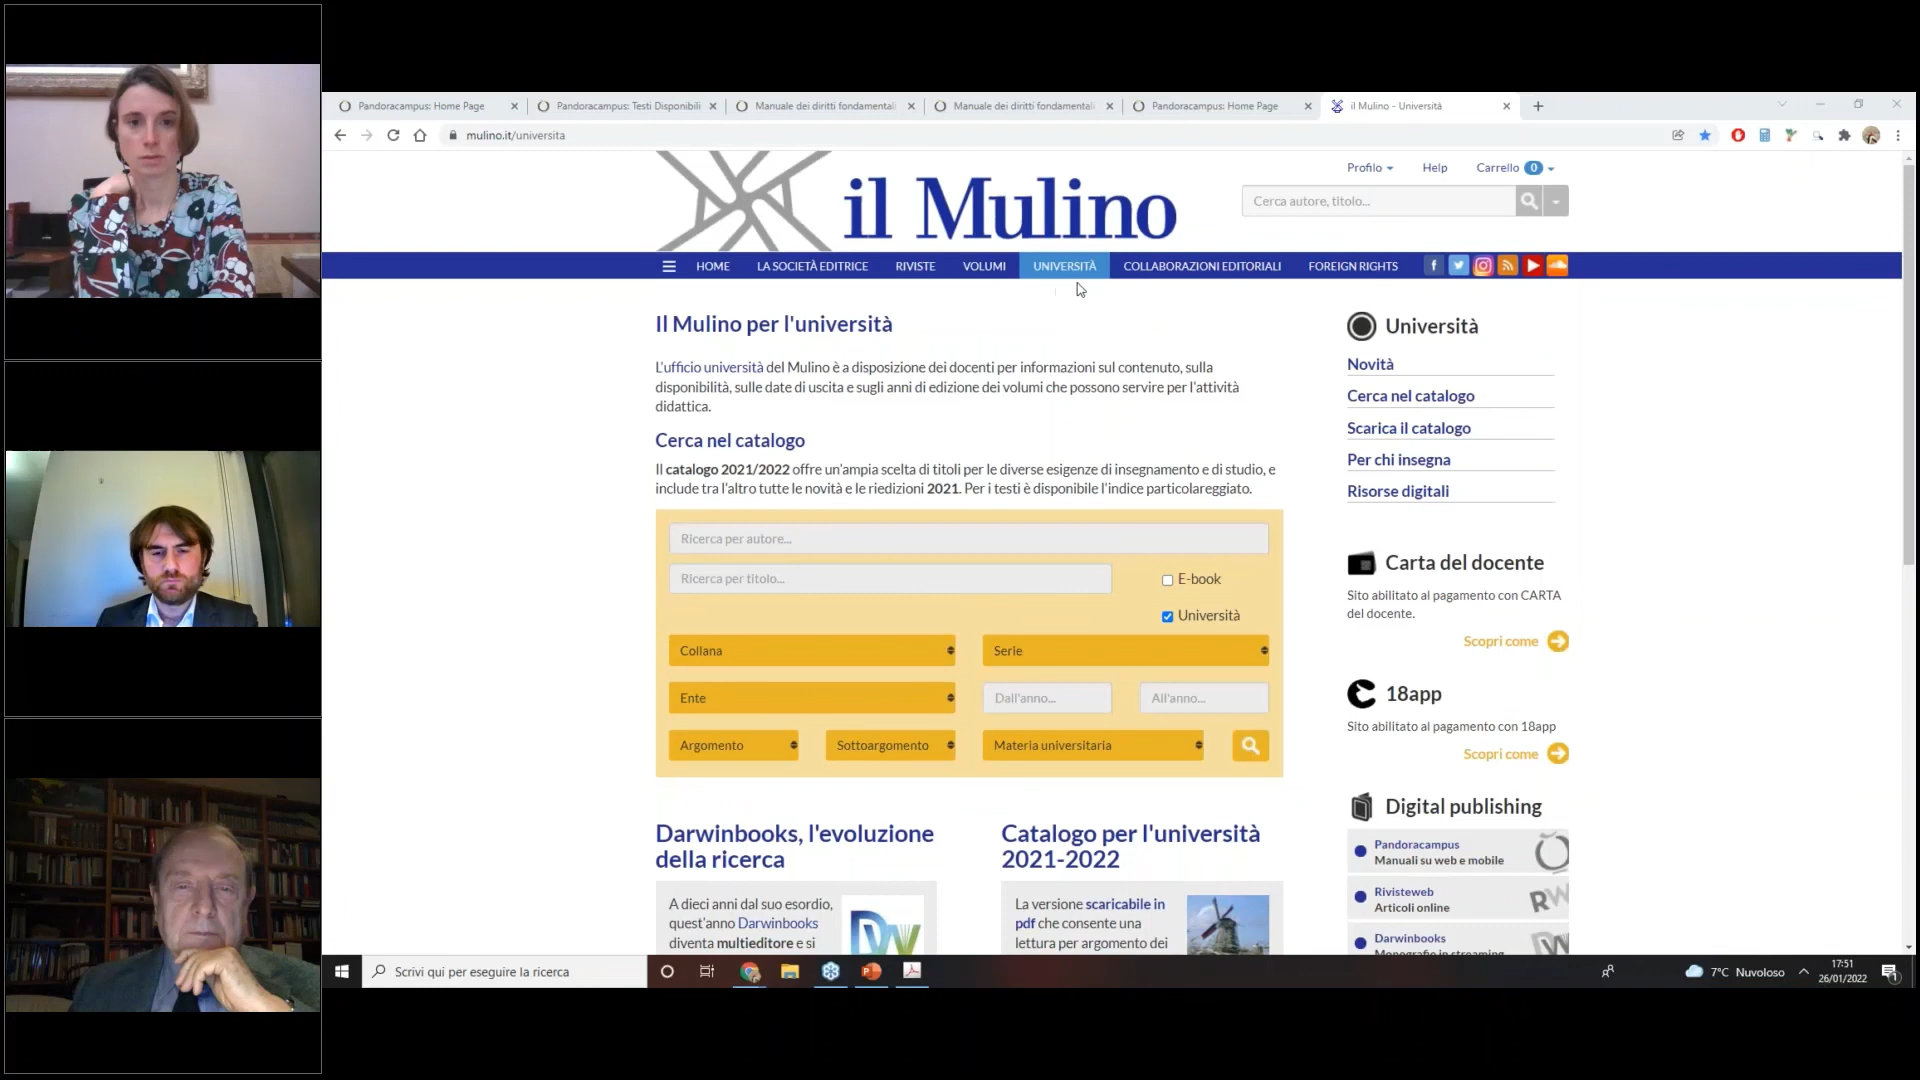 Pandoracampus: Home Page
Pandoracampus: Testi Disponibili
Manuale dei diritti fondamental
Manuale dei diritti fondamental
Pandoracampus: Home Page
il Mulino - Università
mulino.it/universita
Profilo
Help
Carrello 0
il Mulino
Cerca autore, titolo...
HOME
LA SOCIETÀ EDITRICE
RIVISTE
VOLUMI
UNIVERSITÀ
COLLABORAZIONI EDITORIALI
FOREIGN RIGHTS
Il Mulino per l'università
L'ufficio università del Mulino è a disposizione dei docenti per informazioni sul contenuto, sulla
disponibilità, sulle date di uscita e sugli anni di edizione dei volumi che possono servire per l'attività
didattica.
Cerca nel catalogo
Il catalogo 2021/2022 offre un'ampia scelta di titoli per le diverse esigenze di insegnamento e di studio, e
include tra l'altro tutte le novità e le riedizioni 2021. Per i testi è disponibile l'indice particolareggiato.
Ricerca per autore...
Ricerca per titolo...
E-book
Università
Collana
Serie
Ente
Dall'anno...
All'anno...
Argomento
Sottoargomento
Materia universitaria
Darwinbooks, l'evoluzione
della ricerca
A dieci anni dal suo esordio,
quest'anno Darwinbooks
diventa multieditore e si
DW
Catalogo per l'università
2021-2022
La versione scaricabile in
pdf che consente una
lettura per argomento dei
Università
Novità
Cerca nel catalogo
Scarica il catalogo
Per chi insegna
Risorse digitali
Carta del docente
Sito abilitato al pagamento con CARTA
del docente.
Scopri come
18app
Sito abilitato al pagamento con 18app
Scopri come
Digital publishing
Pandoracampus
Manuali su web e mobile
Rivisteweb
Articoli online
RW
Darwinbooks
Monografie in streaming
Scrivi qui per eseguire la ricerca
7°C Nuvoloso
17:51
26/01/2022
1